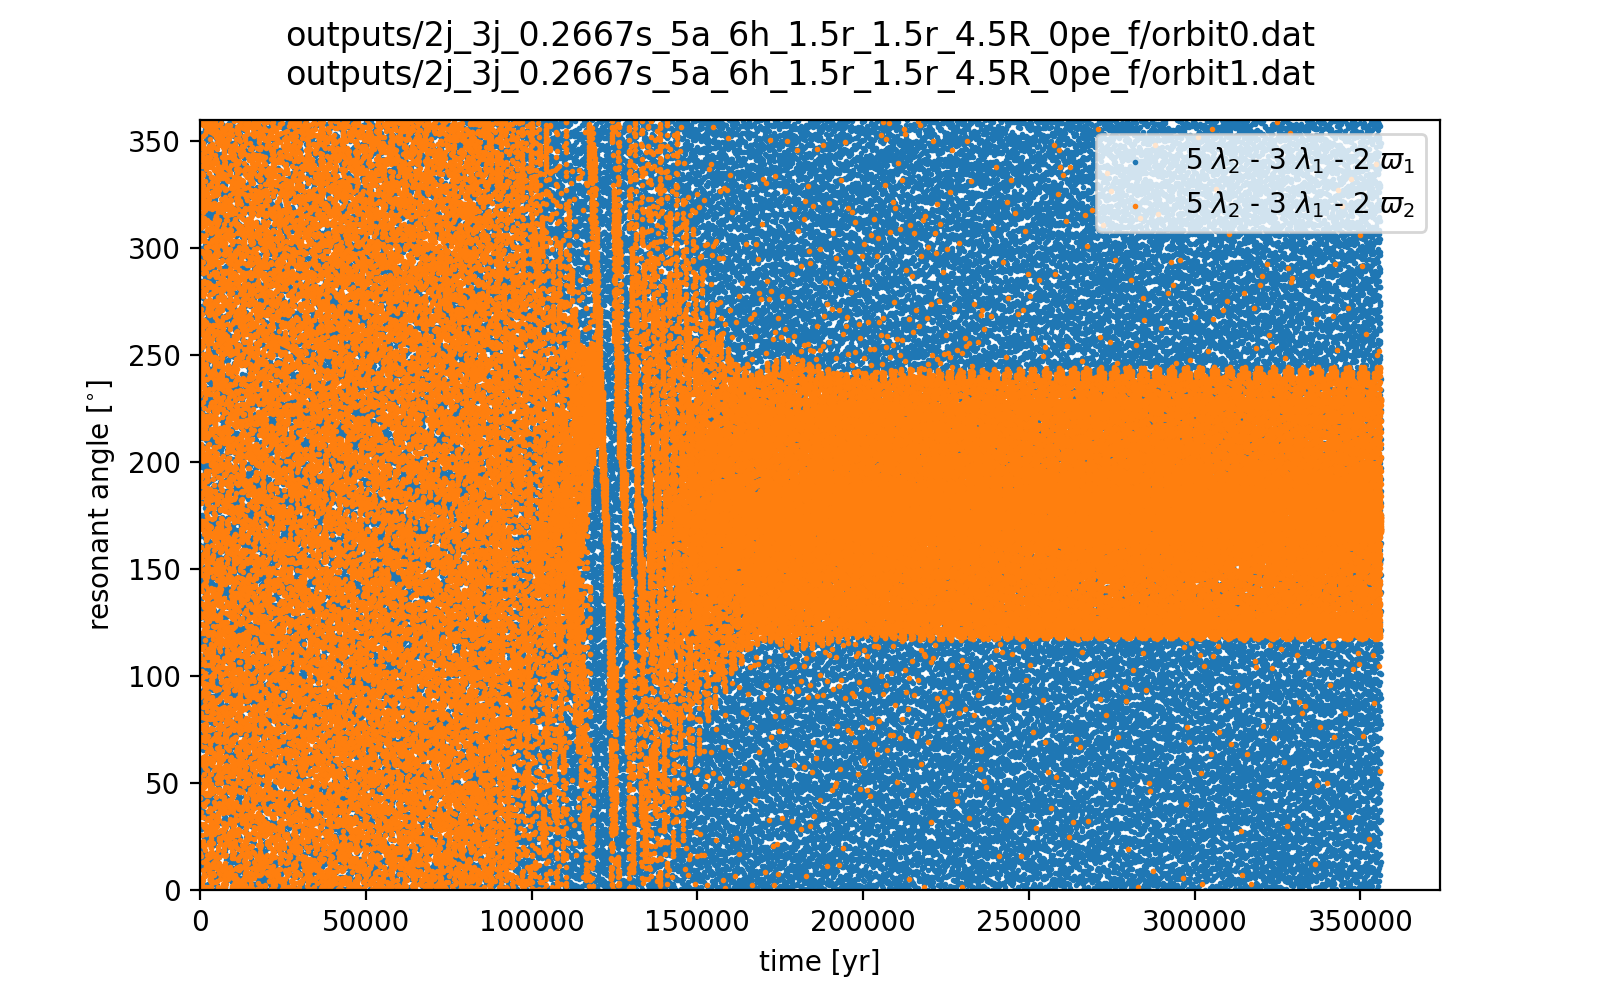 outputs/2j_3j_0.2667s_5a_6h_1.5r_1.5r_4.5R_0pe_f/orbit0.dat
outputs/2j_3j_0.2667s_5a_6h_1.5r_1.5r_4.5R_0pe_f/orbit1.dat
350
300
250
200
150
100
50
0
resonant angle [°]
5 λ₂ - 3 λ₁ - 2 ϖ₁
5 λ₂ - 3 λ₁ - 2 ϖ₂
0 50000 100000 150000 200000 250000 300000 350000
time [yr]